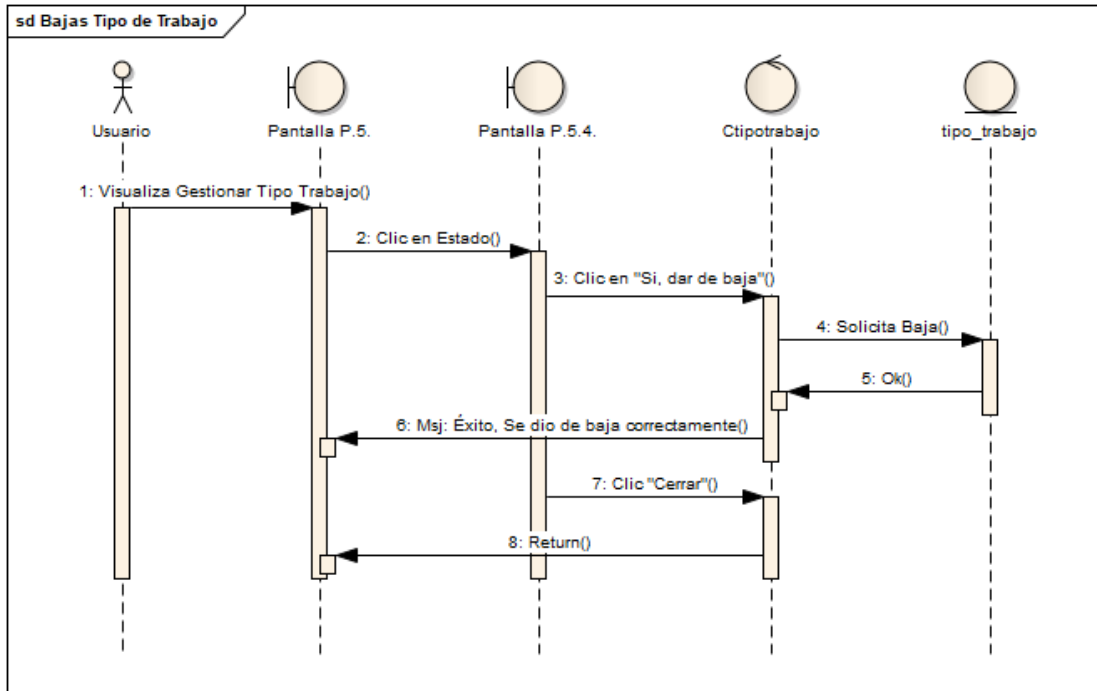 sd Bajas Tipo de Trabajo
Usuario
Pantalla P.5.
Pantalla P.5.4.
Ctipotrabajo
tipo_trabajo
1: Visualiza Gestionar Tipo Trabajo()
2: Clic en Estado()
3: Clic en "Si, dar de baja"()
4: Solicita Baja()
5: Ok()
6: Msj: Éxito, Se dio de baja correctamente()
7: Clic "Cerrar"()
8: Return()